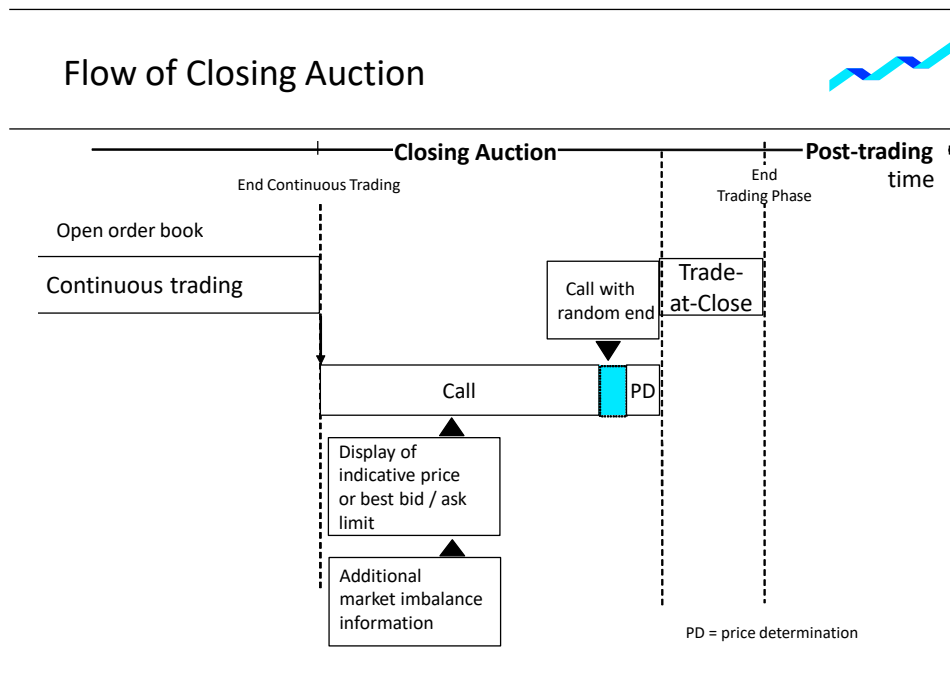 Flow of Closing Auction
Closing Auction
Post-trading
time
End Continuous Trading
End
Trading Phase
Open order book
Continuous trading
Call with
random end
Trade-
at-Close
Call
PD
Display of
indicative price
or best bid / ask
limit
Additional
market imbalance
information
PD = price determination